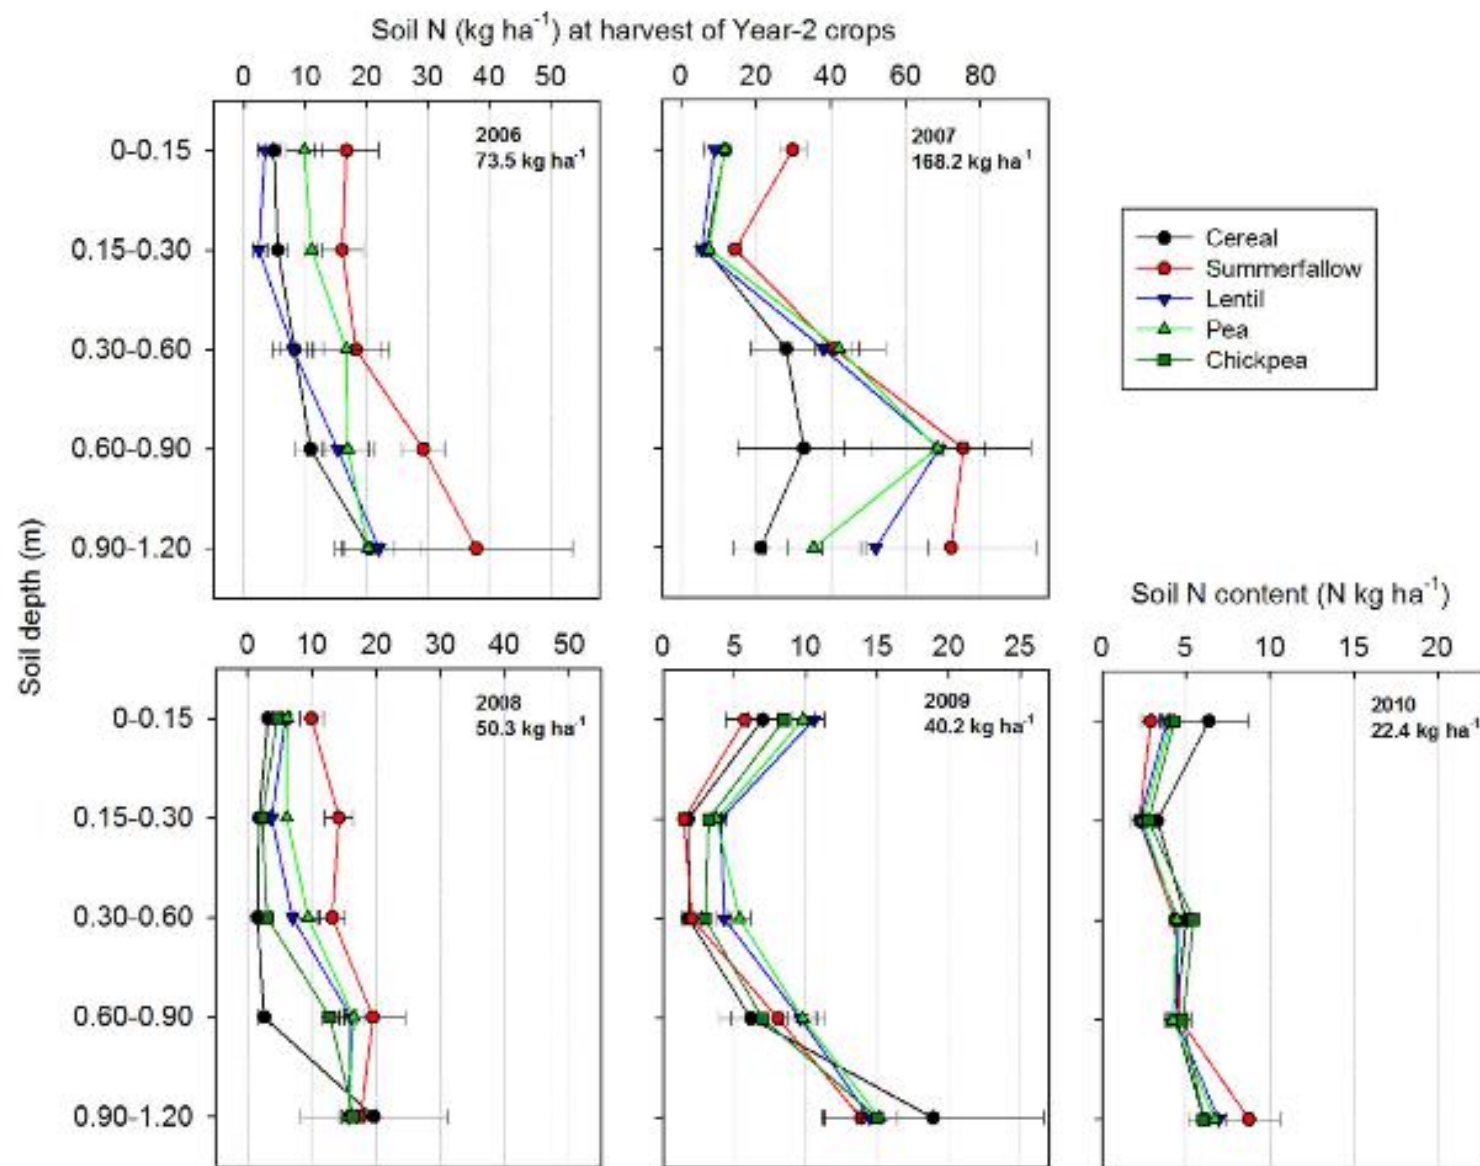 Soil N (kg ha⁻¹) at harvest of Year-2 crops
0 10 20 30 40 50
0 20 40 60 80
2006
73.5 kg ha⁻¹
2007
168.2 kg ha⁻¹
0-0.15
0.15-0.30
0.30-0.60
0.60-0.90
0.90-1.20
Cereal
Summerfallow
Lentil
Pea
Chickpea
Soil depth (m)
Soil N content (N kg ha⁻¹)
0 10 20 30 40 50
0 5 10 15 20 25
0 5 10 15 20
2008
50.3 kg ha⁻¹
2009
40.2 kg ha⁻¹
2010
22.4 kg ha⁻¹
0-0.15
0.15-0.30
0.30-0.60
0.60-0.90
0.90-1.20